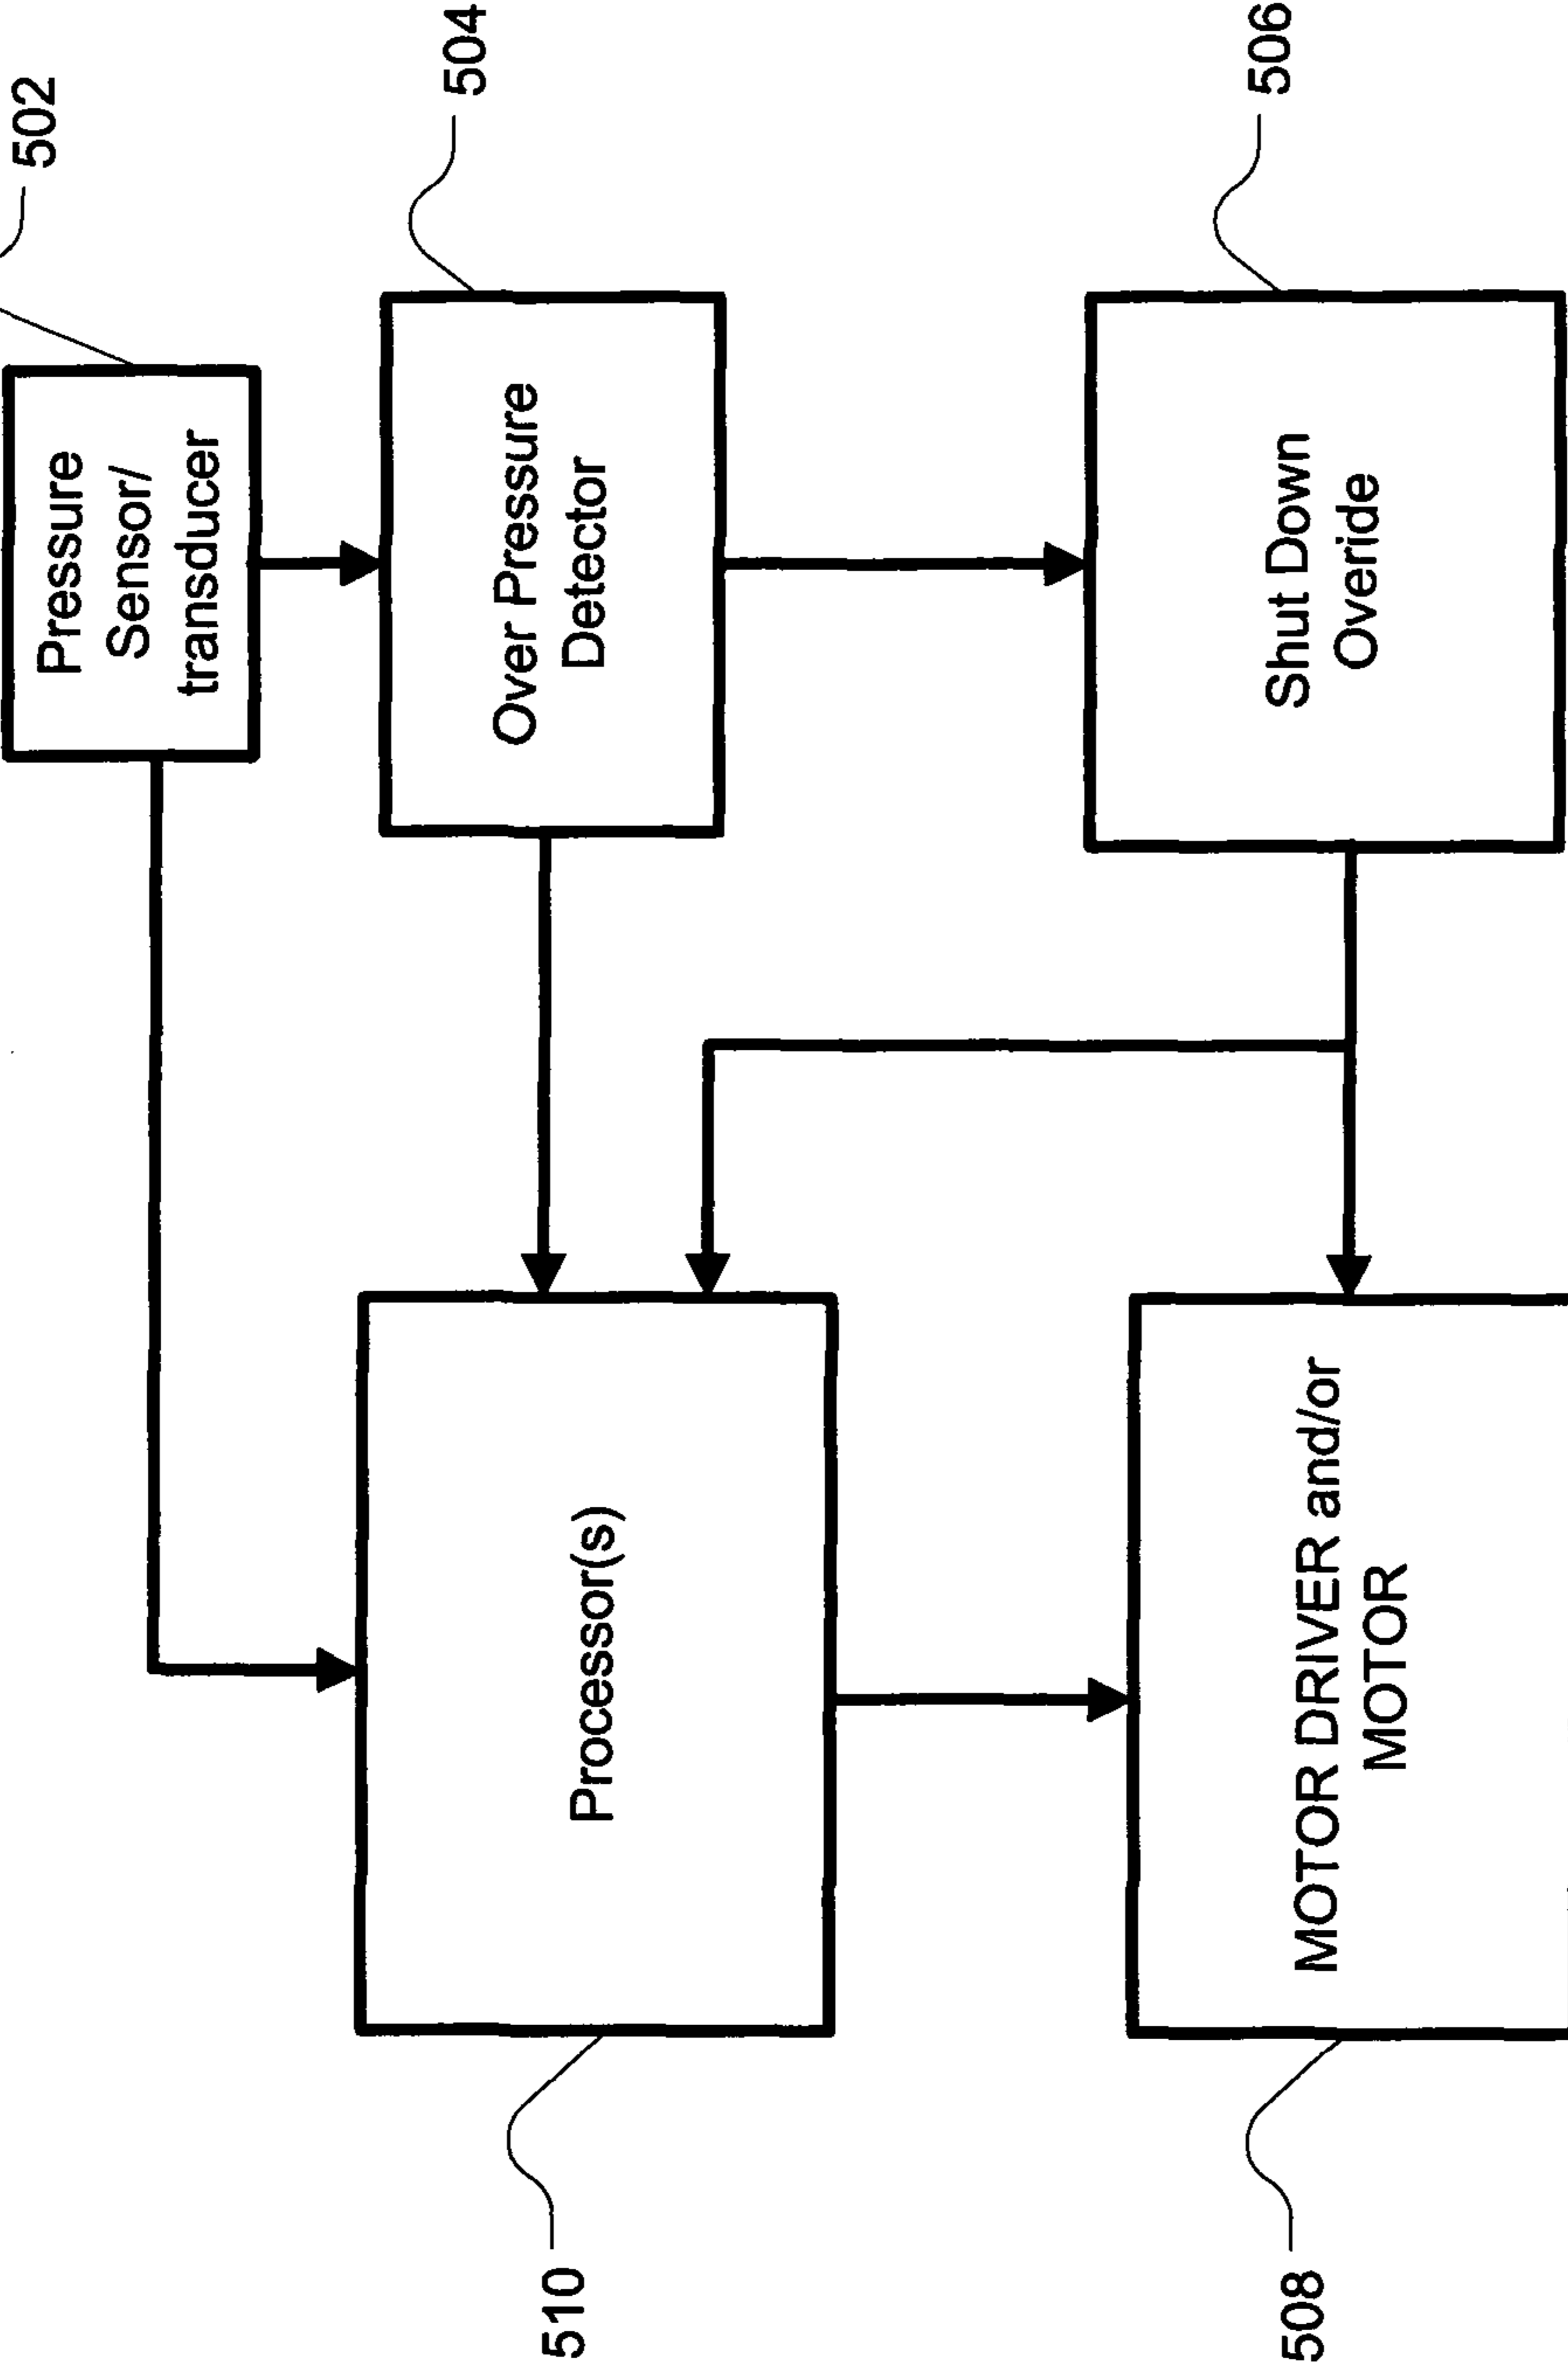 502
Pressure
Sensor/
transducer
504
Over Pressure
Detector
510
Processor(s)
506
Shut Down
Overide
508
MOTOR DRIVER and/or
MOTOR